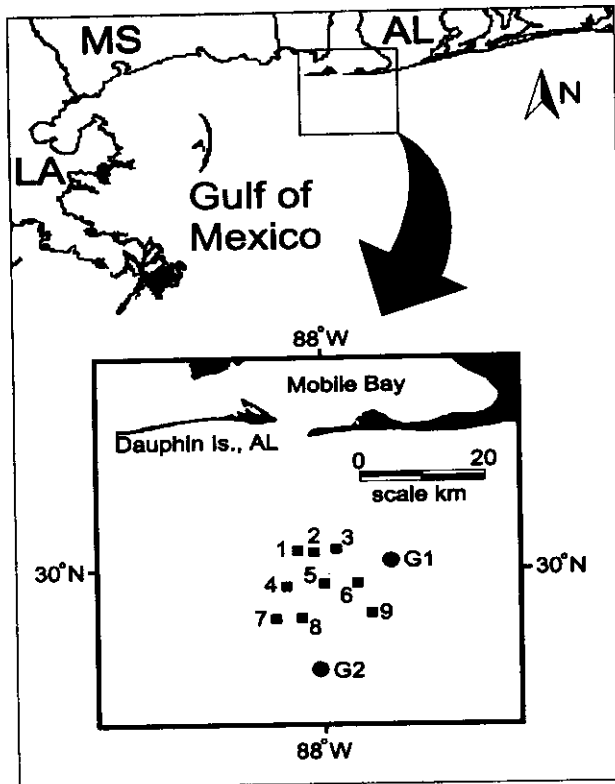 MS
AL
N
LA
Gulf of
Mexico
88°W
Mobile Bay
Dauphin Is., AL
0 20
scale km
1 2 3
G1
30°N
30°N
4 5 6
7 8 9
G2
88°W